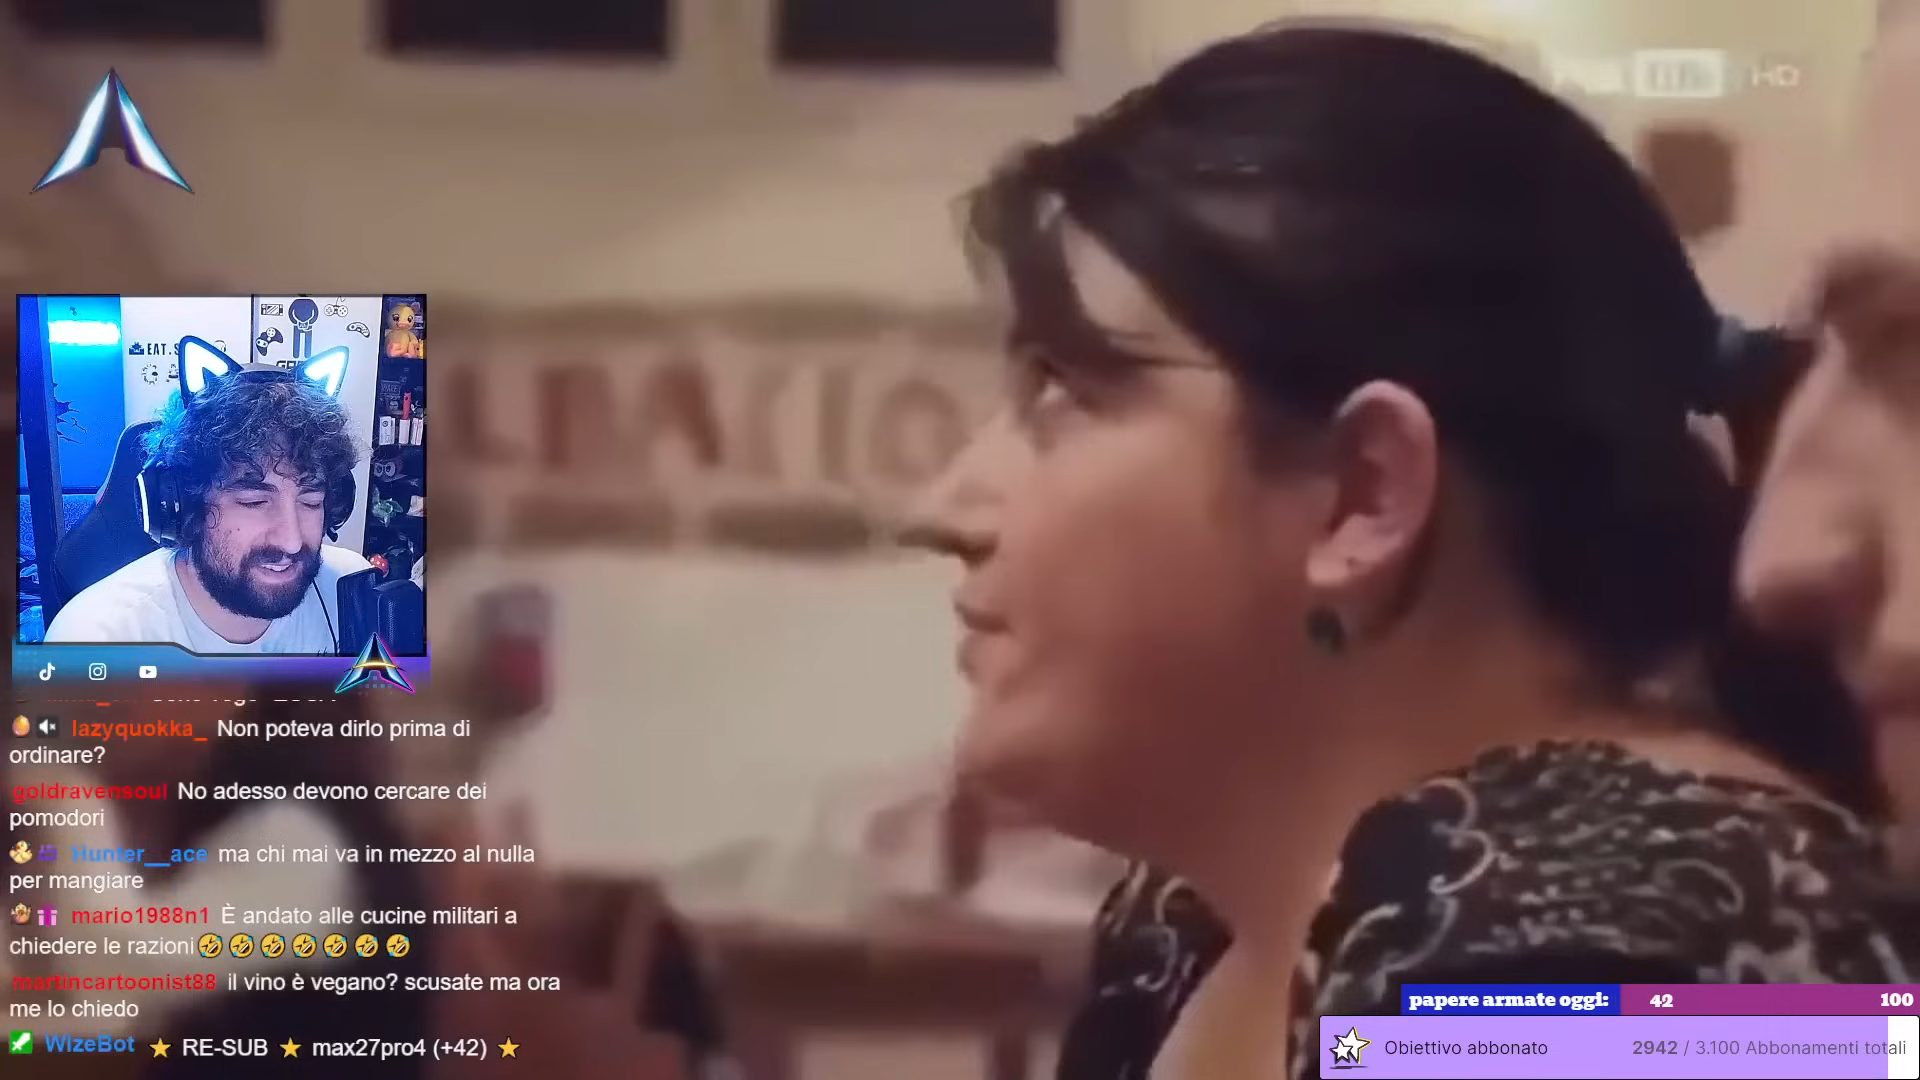 HD
EAT.S
lazyquokka_ Non poteva dirlo prima di
ordinare?
goldravensoul No adesso devono cercare dei
pomodori
Hunter__ace ma chi mai va in mezzo al nulla
per mangiare
mario1988n1 È andato alle cucine militari a
chiedere le razioni🤣🤣🤣🤣🤣🤣🤣
martincartoonist88 il vino è vegano? scusate ma ora
me lo chiedo
WizeBot ★ RE-SUB ★ max27pro4 (+42) ★
papere armate oggi: 42 100
Obiettivo abbonato 2942 / 3.100 Abbonamenti totali